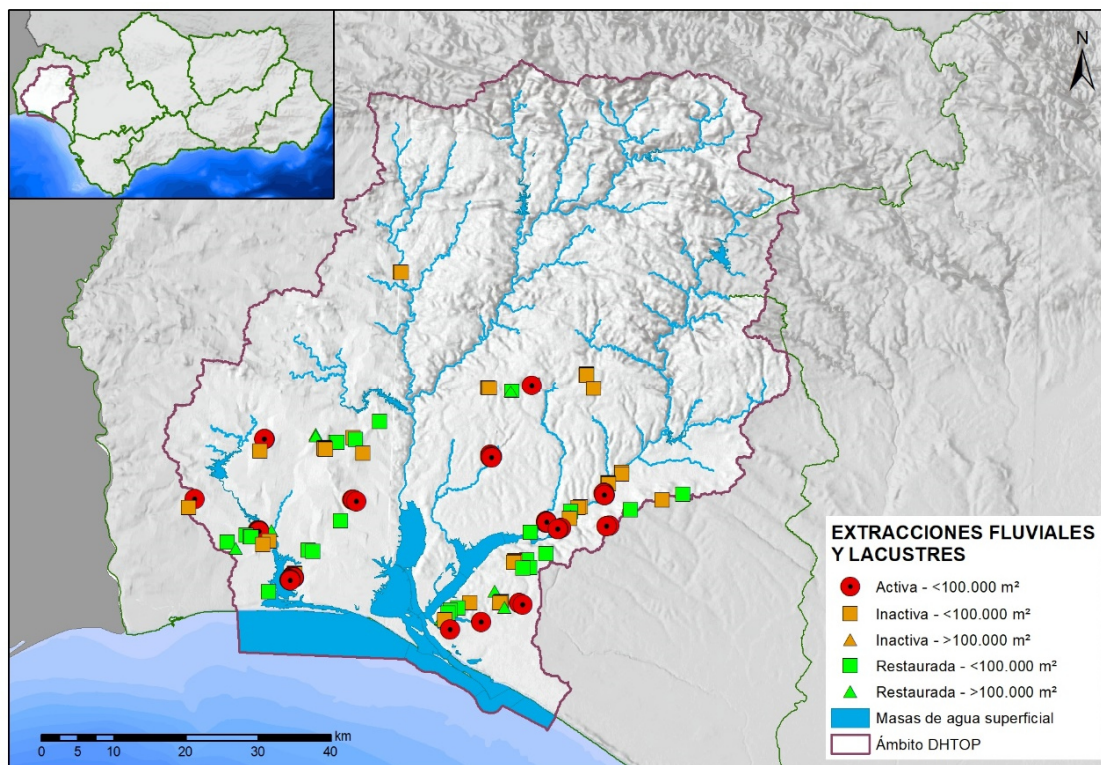 N
EXTRACCIONES FLUVIALES
Y LACUSTRES
Activa - <100.000 m²
Inactiva - <100.000 m²
Inactiva - >100.000 m²
Restaurada - <100.000 m²
Restaurada - >100.000 m²
Masas de agua superficial
Ámbito DHTOP
km
0 5 10 20 30 40